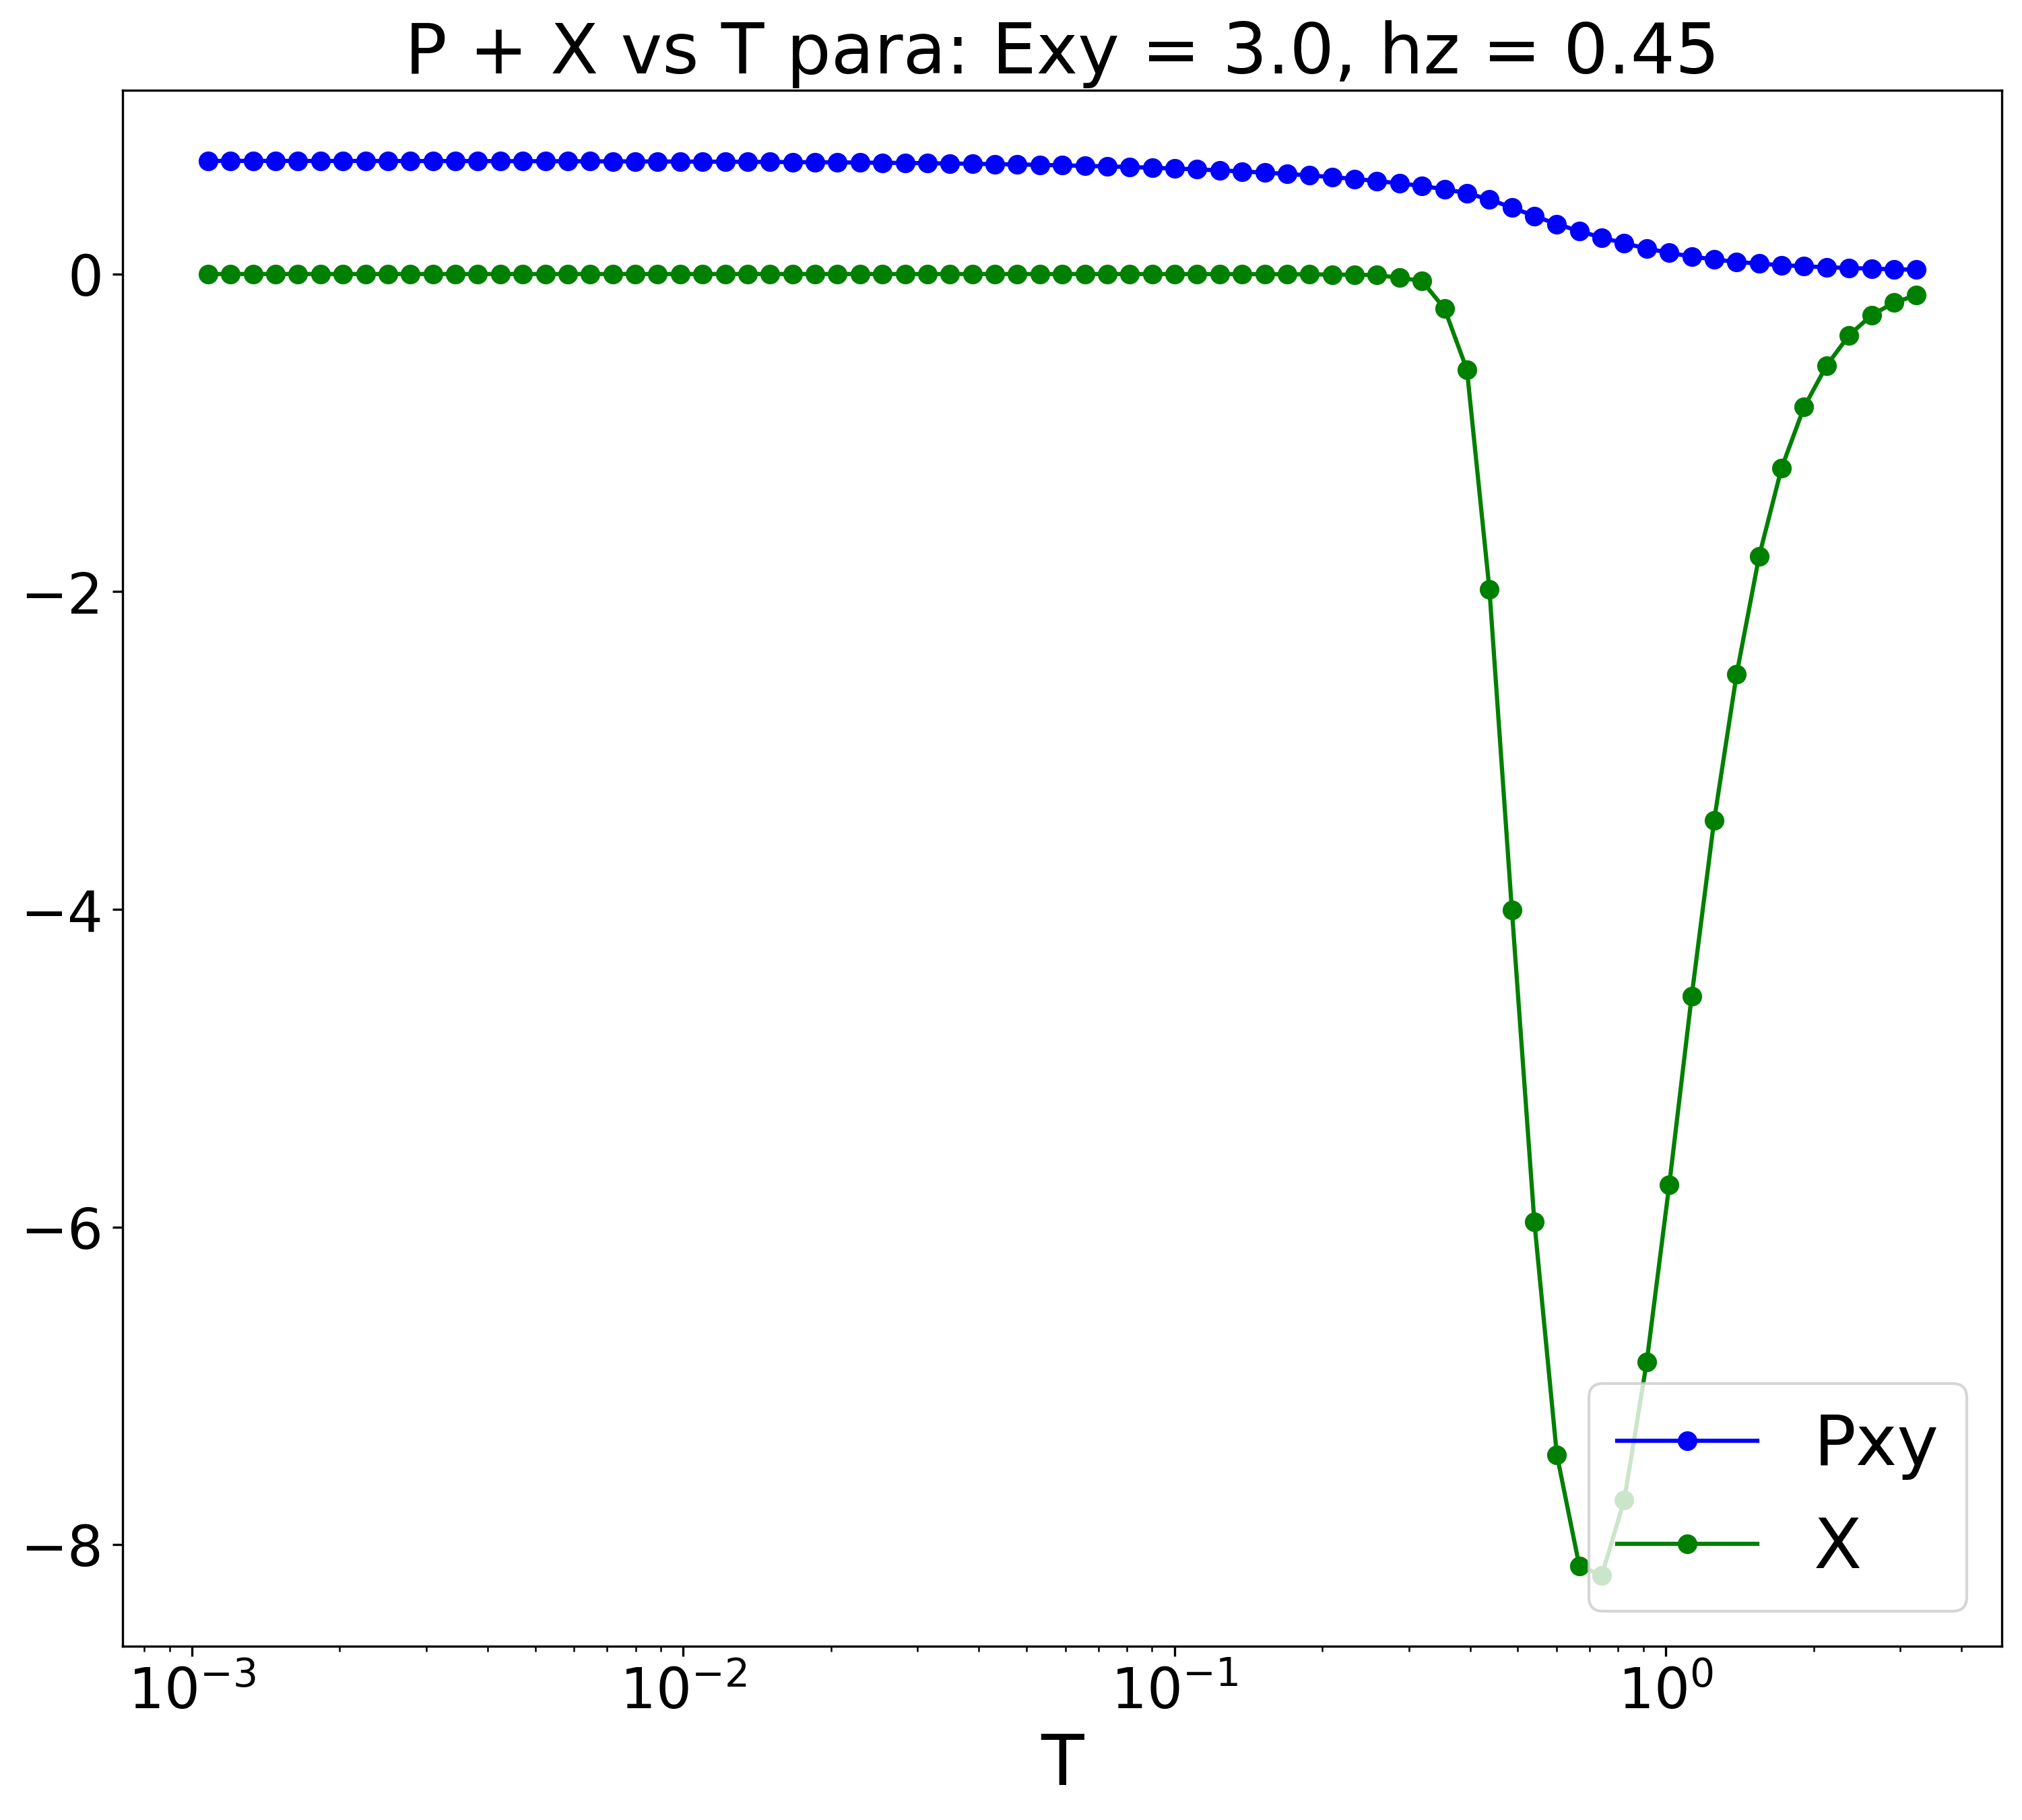 P + X vs T para: Exy = 3.0, hz = 0.45
0
−2
−4
−6
−8
Pxy
X
10⁻³ 10⁻² 10⁻¹ 10⁰
T